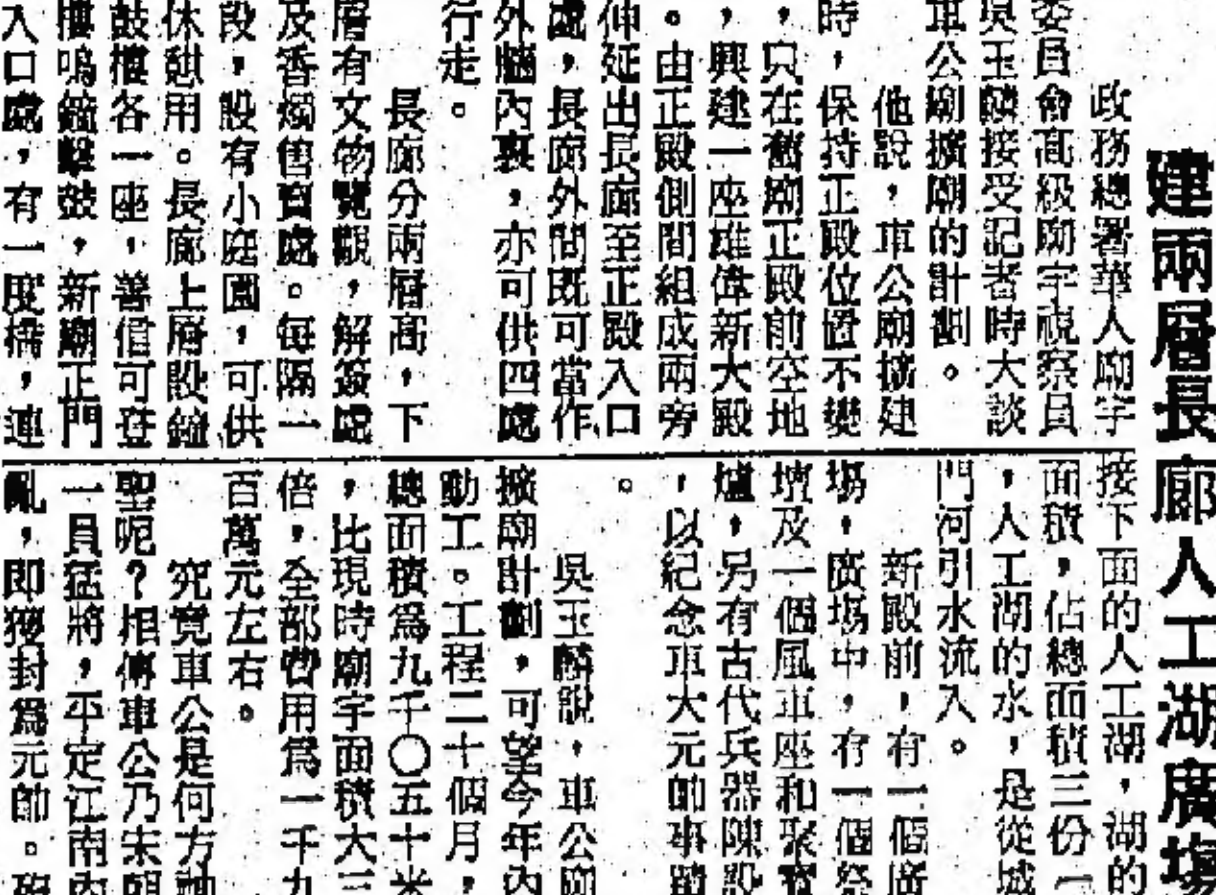 建兩層長廊人工湖廣場
政務總署華人廟宇
委員會高級廟宇視察員
吳玉麟接受記者時大談
車公廟擴廟的計劃。
他說，車公廟擴建
時，保持正殿位置不變
，只在舊廟正殿前空地
，興建一座雄偉新大殿
。由正殿側間組成兩旁
伸延出長廊至正殿入口
處，長廊外間既可當作
外牆內裏，亦可供四處
行走。
長廊分兩層高，下
層有文物覽觀，解簽處
及香燭售賣處。每隔一
段，設有小庭園，可供
休憩用。長廊上層設鐘
鼓樓各一座，善信可登
樓鳴鐘擊鼓，新廟正門
入口處，有一度橋，連
接下面的人工湖，湖的
面積，佔總面積三份一
，人工湖的水，是從城
門河引水流入。
新殿前，有一個廣
場，廣場中，有一個祭
壇及一個風車座和聚寶
爐，另有古代兵器陳設
，以紀念車大元帥事蹟
。
吳玉麟說，車公廟
擴廟計劃，可望今年內
動工。工程二十個月，
總面積爲九千〇五十米
，比現時廟宇面積大三
倍，全部費用爲一千九
百萬元左右。
究竟車公是何方神
聖呢？相傳車公乃宋朝
一員猛將，平定江南內
亂，即獲封爲元帥。